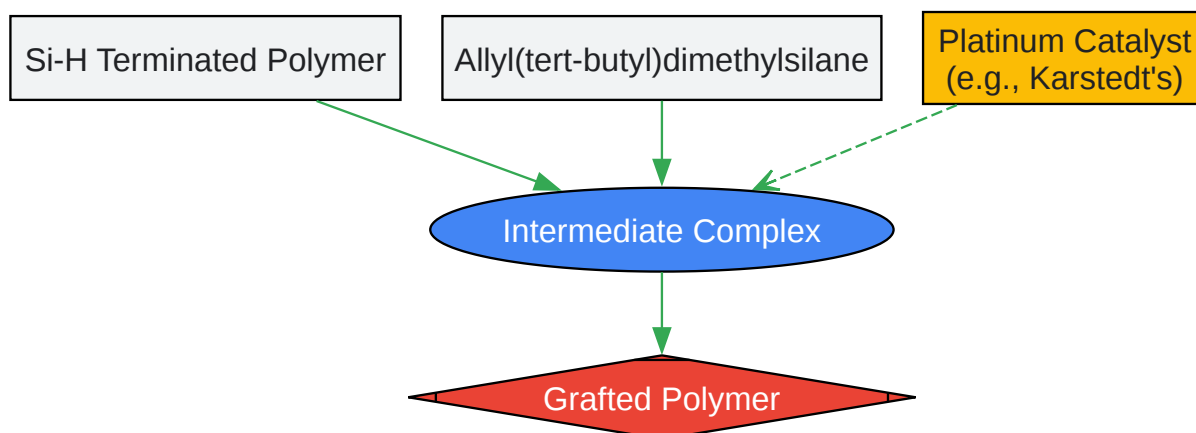 Si-H Terminated Polymer
Allyl(tert-butyl)dimethylsilane
Platinum Catalyst
(e.g., Karstedt's)
Intermediate Complex
Grafted Polymer